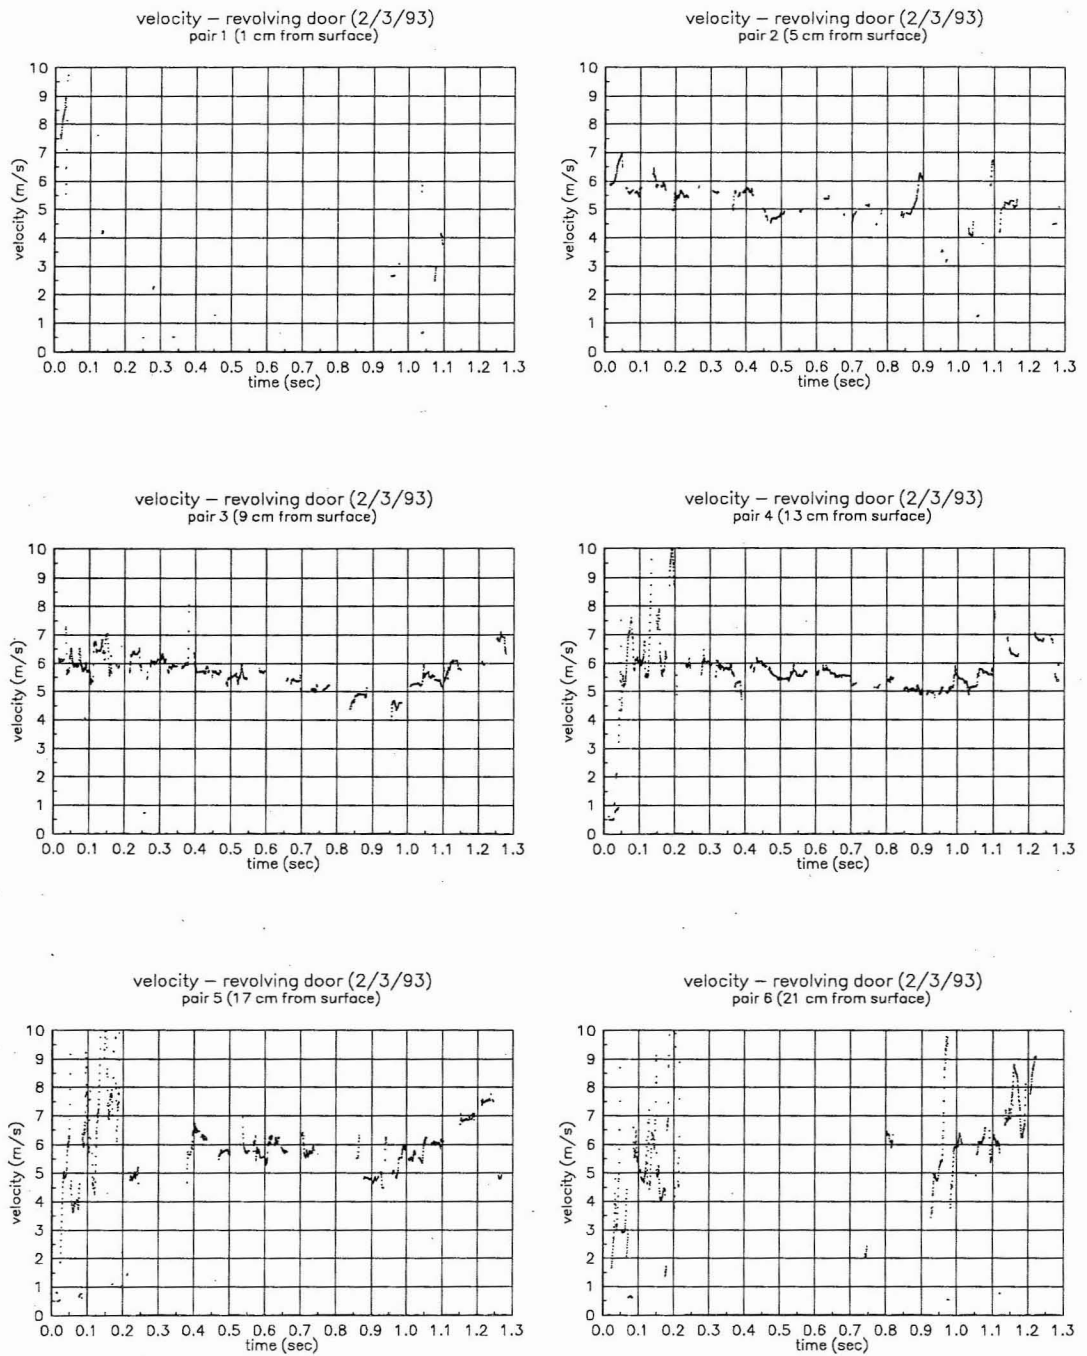 velocity – revolving door (2/3/93)
pair 1 (1 cm from surface)
velocity (m/s)
10
9
8
7
6
5
4
3
2
1
0
0.0 0.1 0.2 0.3 0.4 0.5 0.6 0.7 0.8 0.9 1.0 1.1 1.2 1.3
time (sec)
velocity – revolving door (2/3/93)
pair 2 (5 cm from surface)
velocity (m/s)
10
9
8
7
6
5
4
3
2
1
0
0.0 0.1 0.2 0.3 0.4 0.5 0.6 0.7 0.8 0.9 1.0 1.1 1.2 1.3
time (sec)
velocity – revolving door (2/3/93)
pair 3 (9 cm from surface)
velocity (m/s)
10
9
8
7
6
5
4
3
2
1
0
0.0 0.1 0.2 0.3 0.4 0.5 0.6 0.7 0.8 0.9 1.0 1.1 1.2 1.3
time (sec)
velocity – revolving door (2/3/93)
pair 4 (13 cm from surface)
velocity (m/s)
10
9
8
7
6
5
4
3
2
1
0
0.0 0.1 0.2 0.3 0.4 0.5 0.6 0.7 0.8 0.9 1.0 1.1 1.2 1.3
time (sec)
velocity – revolving door (2/3/93)
pair 5 (17 cm from surface)
velocity (m/s)
10
9
8
7
6
5
4
3
2
1
0
0.0 0.1 0.2 0.3 0.4 0.5 0.6 0.7 0.8 0.9 1.0 1.1 1.2 1.3
time (sec)
velocity – revolving door (2/3/93)
pair 6 (21 cm from surface)
velocity (m/s)
10
9
8
7
6
5
4
3
2
1
0
0.0 0.1 0.2 0.3 0.4 0.5 0.6 0.7 0.8 0.9 1.0 1.1 1.2 1.3
time (sec)